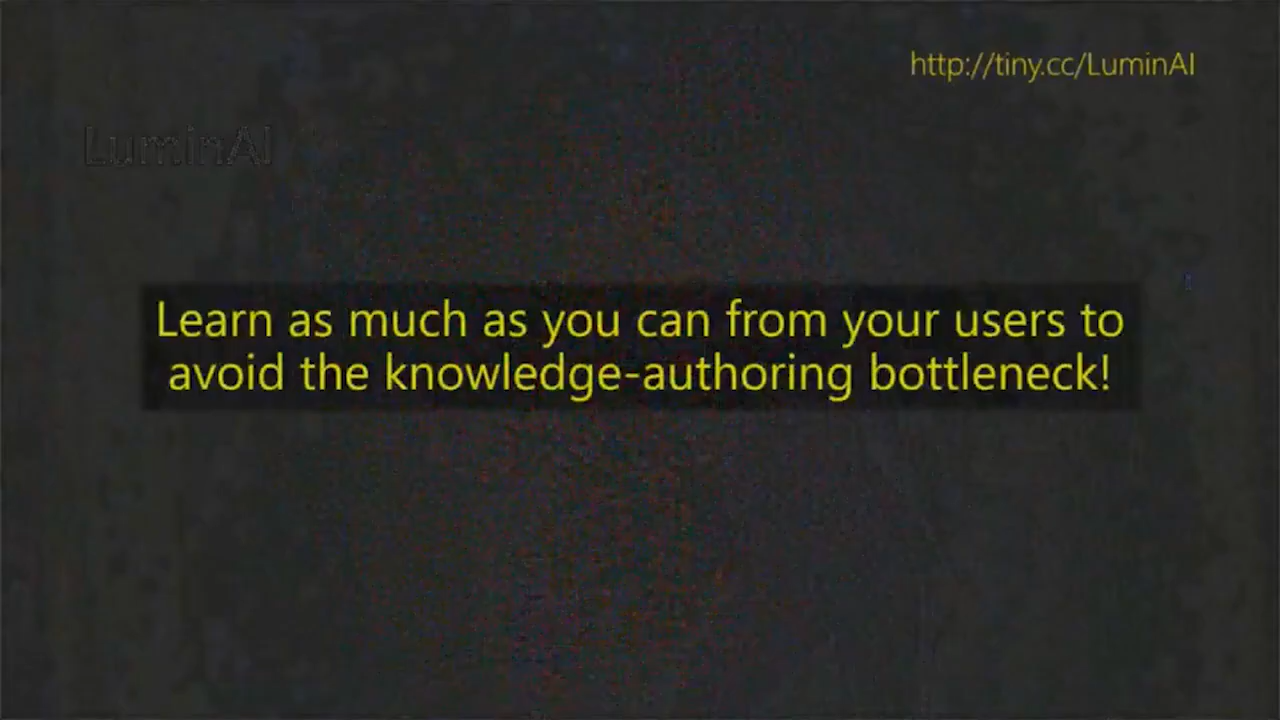 http://tiny.cc/LuminAI
LuminAI
Learn as much as you can from your users to
avoid the knowledge-authoring bottleneck!